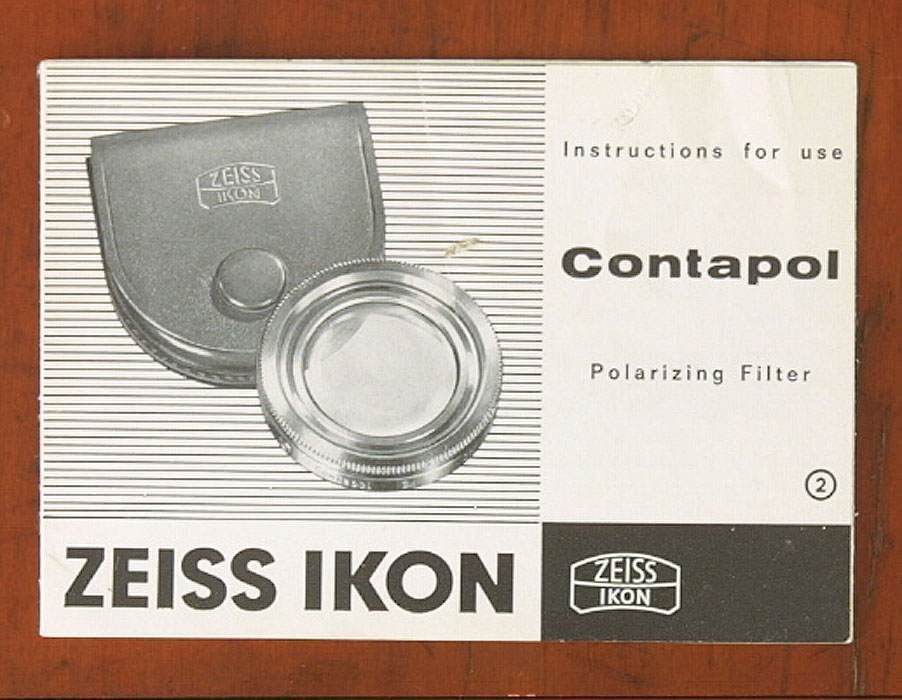 ZEISS
IKON
Instructions for use
Contapol
Polarizing Filter
2
ZEISS IKON
ZEISS
IKON